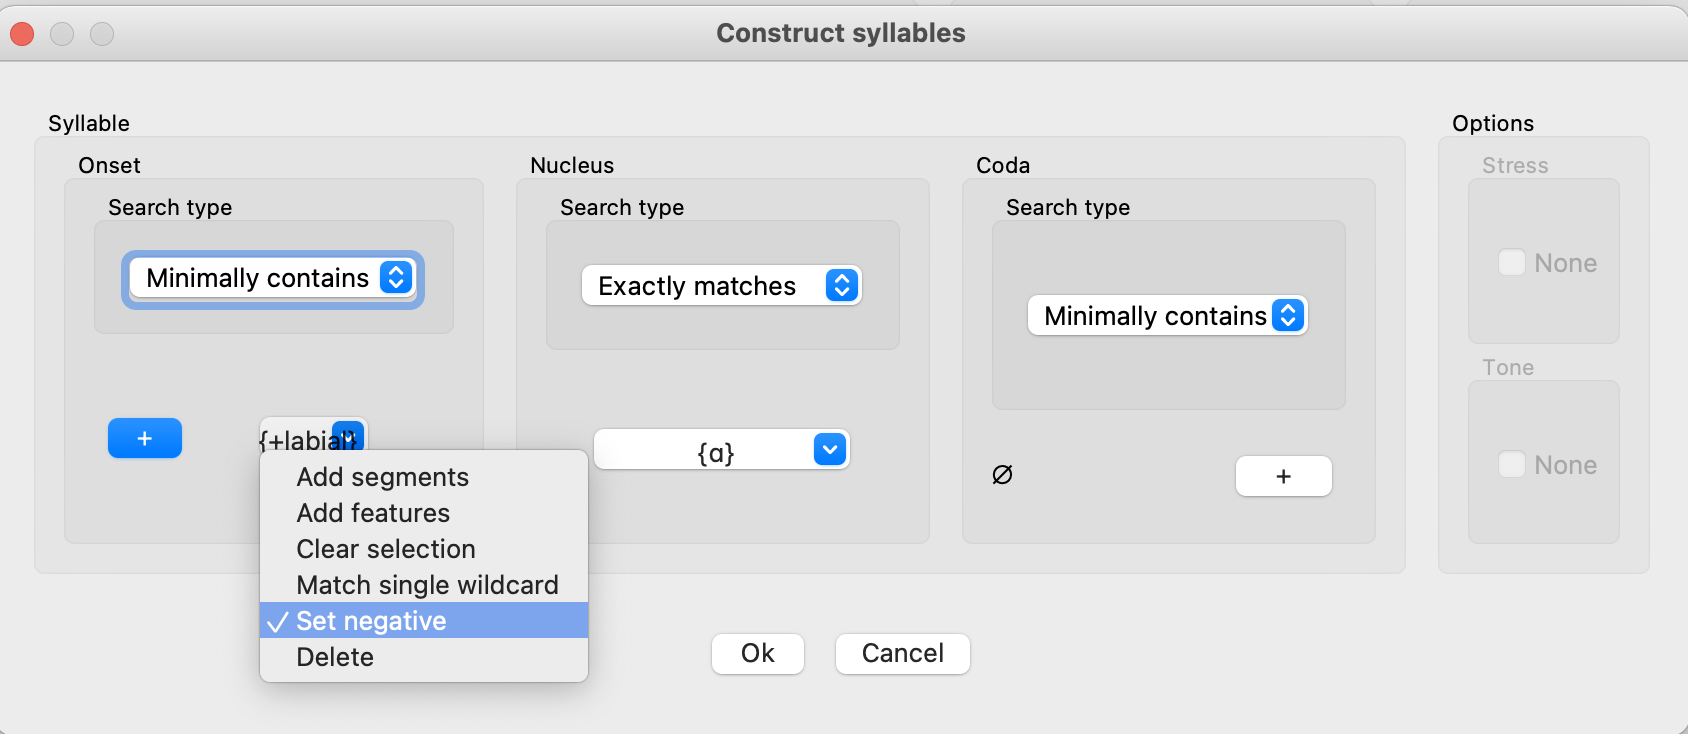 Construct syllables
Syllable
Options
Onset
Nucleus
Coda
Stress
Search type
Search type
Search type
Minimally contains
Exactly matches
Minimally contains
None
Tone
+
{+labial}
{ɑ}
∅
+
None
Add segments
Add features
Clear selection
Match single wildcard
✓ Set negative
Delete
Ok
Cancel